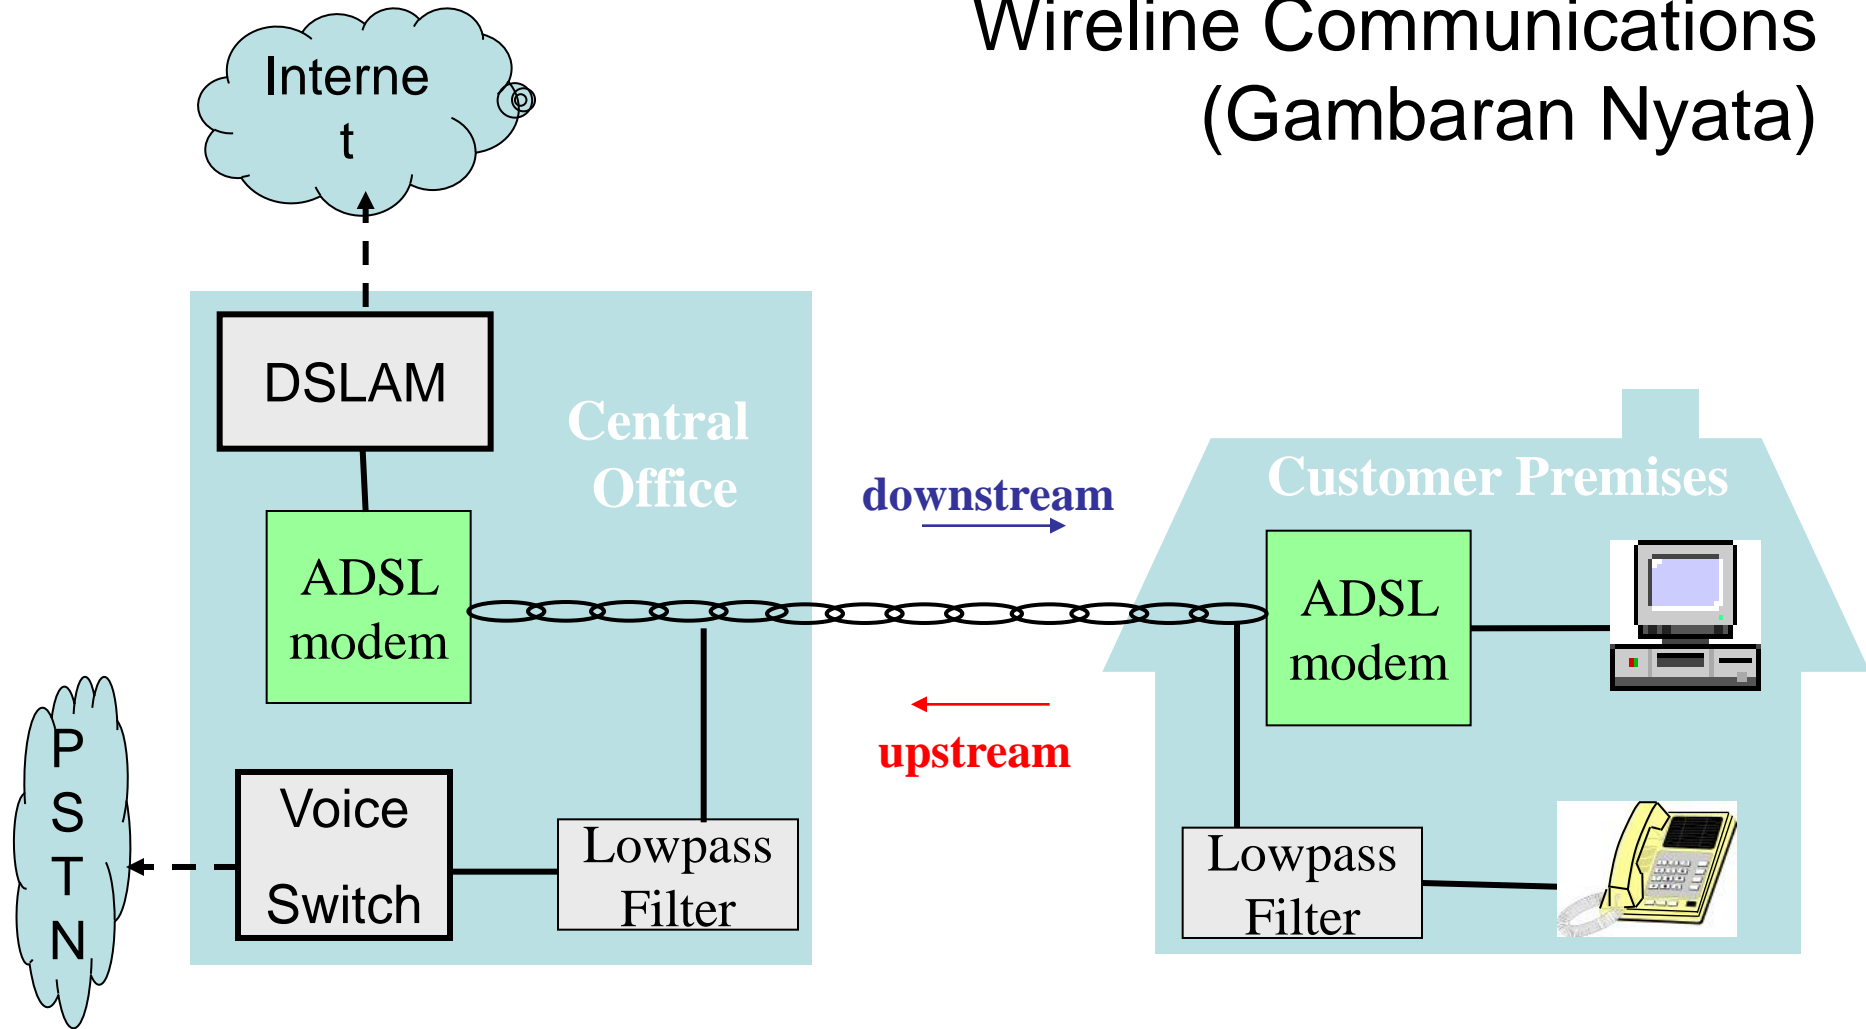 Wireline Communications
(Gambaran Nyata)
Interne
t
DSLAM
Central
Office
ADSL
modem
downstream
upstream
Customer Premises
ADSL
modem
P
S
T
N
Voice
Switch
Lowpass
Filter
Lowpass
Filter